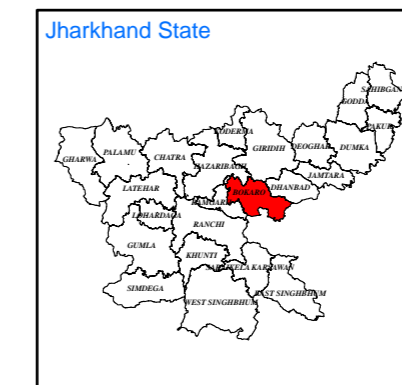 Jharkhand State
SAHIBGAN
GODDA
PAKUR
KODERMA
GIRIDIH
DEOGHAR
DUMKA
PALAMU
GHARWA
CHATRA
HAZARIBAGH
JAMTARA
LATEHAR
BOKARO
DHANBAD
RAMGARH
LOHARDAGA
RANCHI
GUMLA
KHUNTI
SARAIKELA KARSAWAN
SIMDEGA
WEST SINGHBHUM
EAST SINGHBHUM